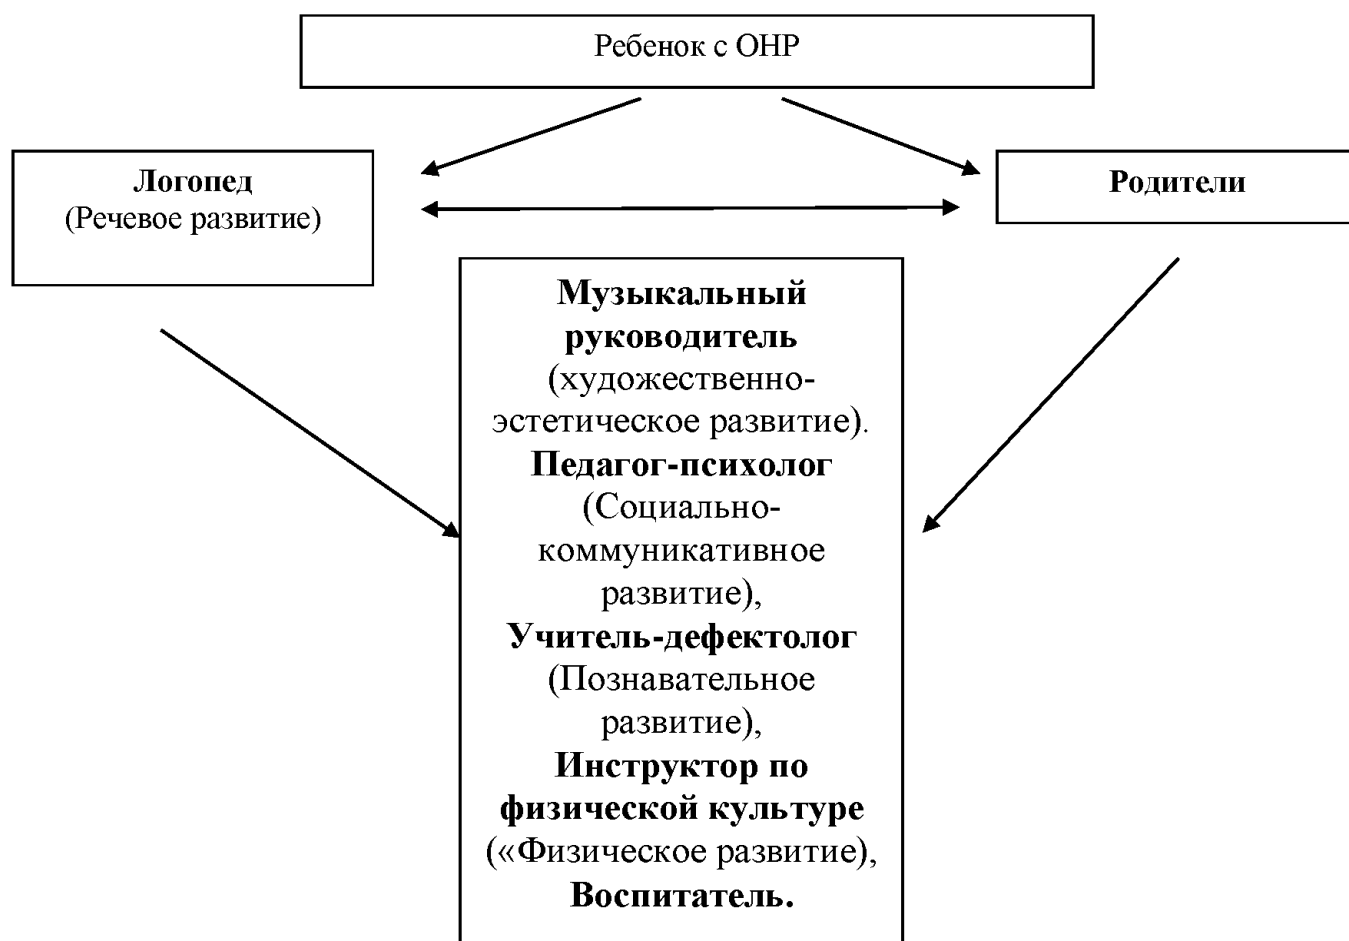 Ребенок с ОНР
Логопед
(Речевое развитие)
Родители
Музыкальный
руководитель
(художественно-
эстетическое развитие).
Педагог-психолог
(Социально-
коммуникативное
развитие),
Учитель-дефектолог
(Познавательное
развитие),
Инструктор по
физической культуре
(«Физическое развитие),
Воспитатель.